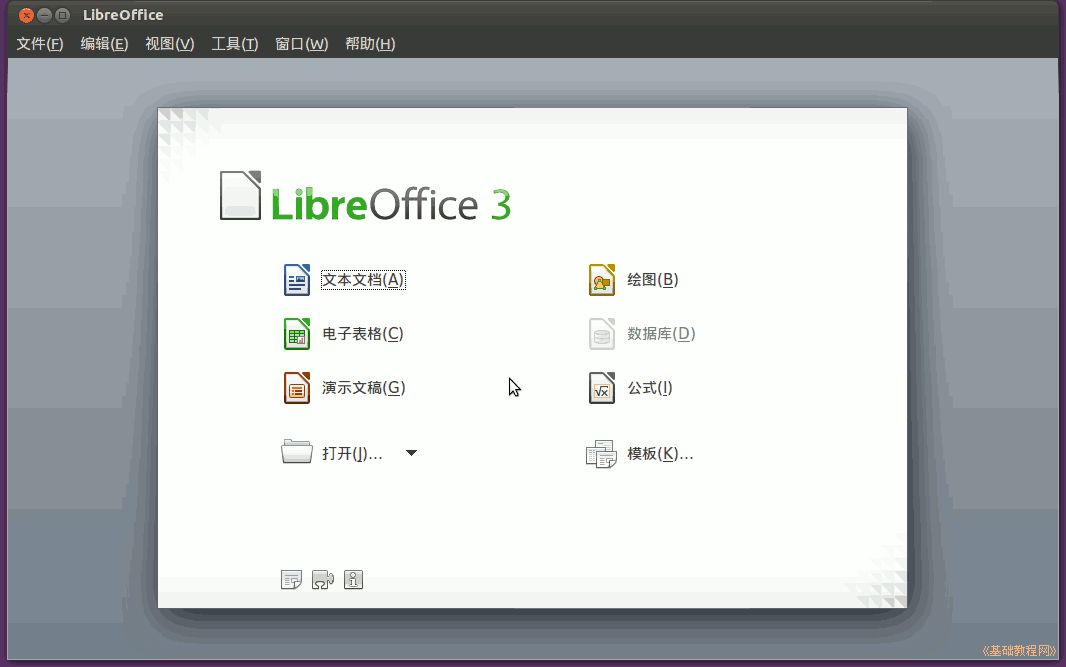 LibreOffice
文件(F) 编辑(E) 视图(V) 工具(T) 窗口(W) 帮助(H)
LibreOffice 3
文本文档(A) 绘图(B)
电子表格(C) 数据库(D)
演示文稿(G) 公式(I)
打开(J)... 模板(K)...
《基础教程网》